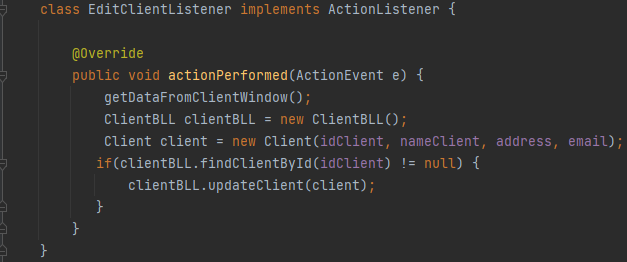 class EditClientListener implements ActionListener {
@Override
public void actionPerformed(ActionEvent e) {
getDataFromClientWindow();
ClientBLL clientBLL = new ClientBLL();
Client client = new Client(idClient, nameClient, address, email);
if(clientBLL.findClientById(idClient) != null) {
clientBLL.updateClient(client);
}
}
}